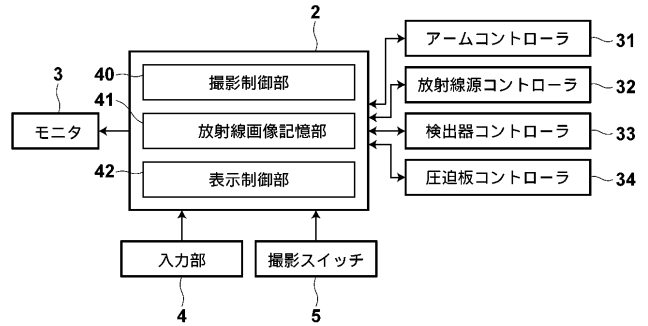 2
アームコントローラ
31
40
撮影制御部
放射線源コントローラ
32
3
41
モニタ
放射線画像記憶部
検出器コントローラ
33
42
表示制御部
圧迫板コントローラ
34
入力部
撮影スイッチ
4
5